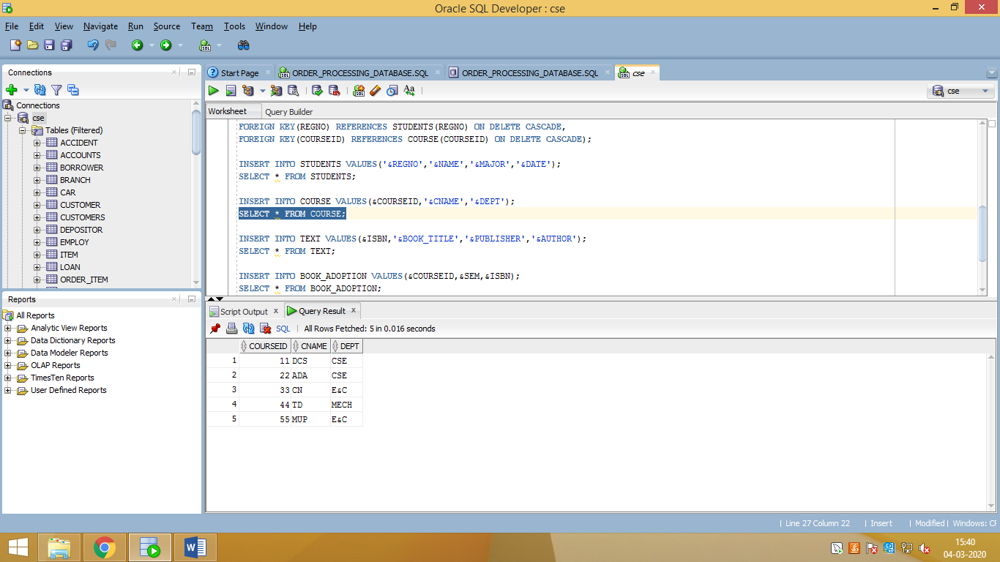 Oracle SQL Developer : cse
File Edit View Navigate Run Source Team Tools Window Help
Connections
Connections
cse
Tables (Filtered)
ACCIDENT
ACCOUNTS
BORROWER
BRANCH
CAR
CUSTOMER
CUSTOMERS
DEPOSITOR
EMPLOY
ITEM
LOAN
ORDER_ITEM
Reports
All Reports
Analytic View Reports
Data Dictionary Reports
Data Modeler Reports
OLAP Reports
TimesTen Reports
User Defined Reports
Start Page ORDER_PROCESSING_DATABASE.SQL ORDER_PROCESSING_DATABASE.SQL cse
cse
Worksheet Query Builder
FOREIGN KEY(REGNO) REFERENCES STUDENTS(REGNO) ON DELETE CASCADE,
FOREIGN KEY(COURSEID) REFERENCES COURSE(COURSEID) ON DELETE CASCADE);
INSERT INTO STUDENTS VALUES('&REGNO','&NAME','&MAJOR','&DATE');
SELECT * FROM STUDENTS;
INSERT INTO COURSE VALUES(&COURSEID,'&CNAME','&DEPT');
SELECT * FROM COURSE;
INSERT INTO TEXT VALUES(&ISBN,'&BOOK_TITLE','&PUBLISHER','&AUTHOR');
SELECT * FROM TEXT;
INSERT INTO BOOK_ADOPTION VALUES(&COURSEID,&SEM,&ISBN);
SELECT * FROM BOOK_ADOPTION;
Script Output x Query Result x
SQL | All Rows Fetched: 5 in 0.016 seconds
COURSEID CNAME DEPT
1 11 DCS CSE
2 22 ADA CSE
3 33 CN E&C
4 44 TD MECH
5 55 MUP E&C
| Line 27 Column 22 | Insert | Modified | Windows: CF
15:40
04-03-2020